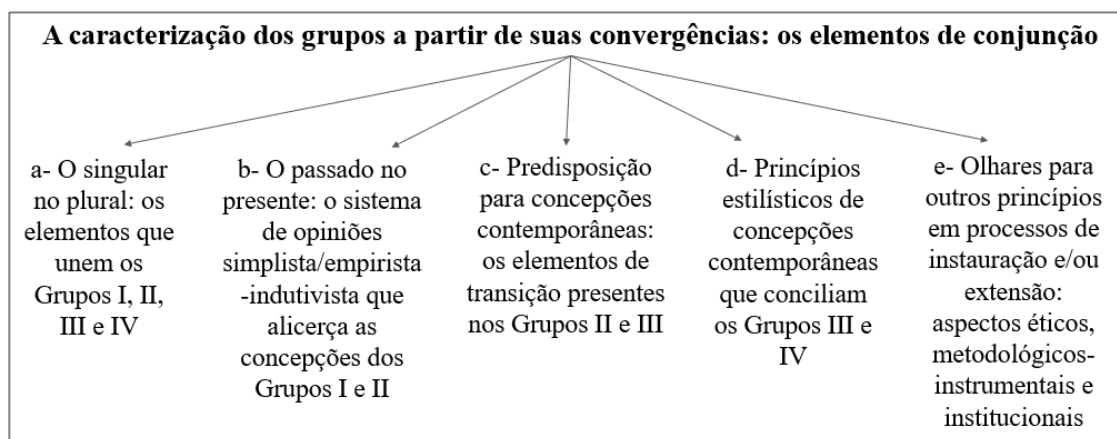 A caracterização dos grupos a partir de suas convergências: os elementos de conjunção
a- O singular
no plural: os
elementos que
unem os
Grupos I, II,
III e IV
b- O passado no
presente: o sistema
de opiniões
simplista/empirista
-indutivista que
alicerça as
concepções dos
Grupos I e II
c- Predisposição
para concepções
contemporâneas:
os elementos de
transição presentes
nos Grupos II e III
d- Princípios
estilísticos de
concepções
contemporâneas
que conciliam
os Grupos III e
IV
e- Olhares para
outros princípios
em processos de
instauração e/ou
extensão:
aspectos éticos,
metodológicos-
instrumentais e
institucionais